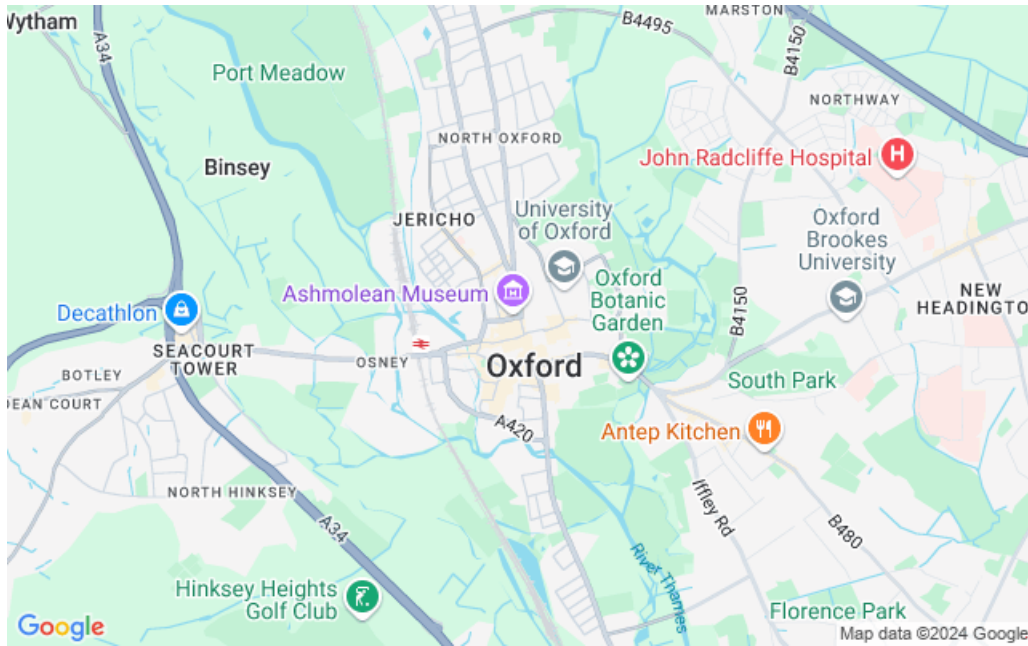 Wytham
A34
Port Meadow
B4495
MARSTON
B4150
NORTHWAY
NORTH OXFORD
Binsey
John Radcliffe Hospital
H
JERICHO
University
of Oxford
Oxford
Brookes
University
Ashmolean Museum
Oxford
Botanic
Garden
B4150
NEW
HEADINGTO
Decathlon
SEACOURT
TOWER
OSNEY
Oxford
BOTLEY
South Park
DEAN COURT
A420
Antep Kitchen
NORTH HINKSEY
A34
Iffley Rd
B480
River Thames
Hinksey Heights
Golf Club
Florence Park
Google
Map data ©2024 Google